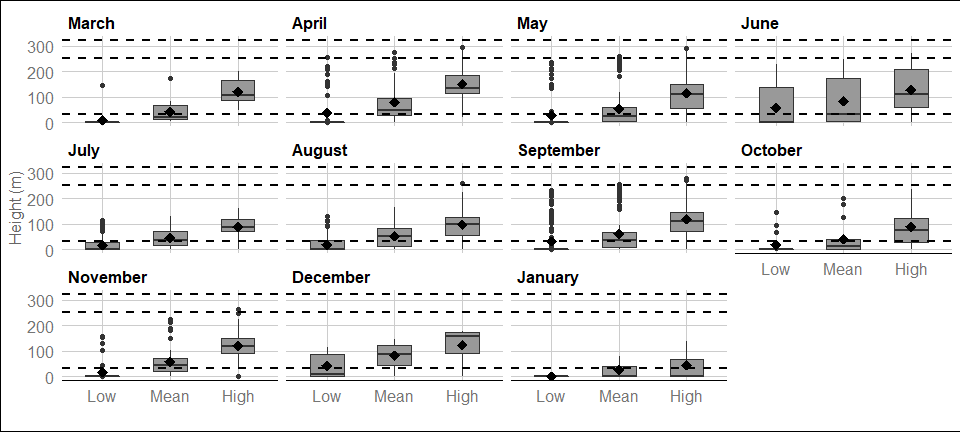 March April May June
300
200
100
0
July August September October
Height (m)
300
200
100
0
Low Mean High
November December January
300
200
100
0
Low Mean High Low Mean High Low Mean High